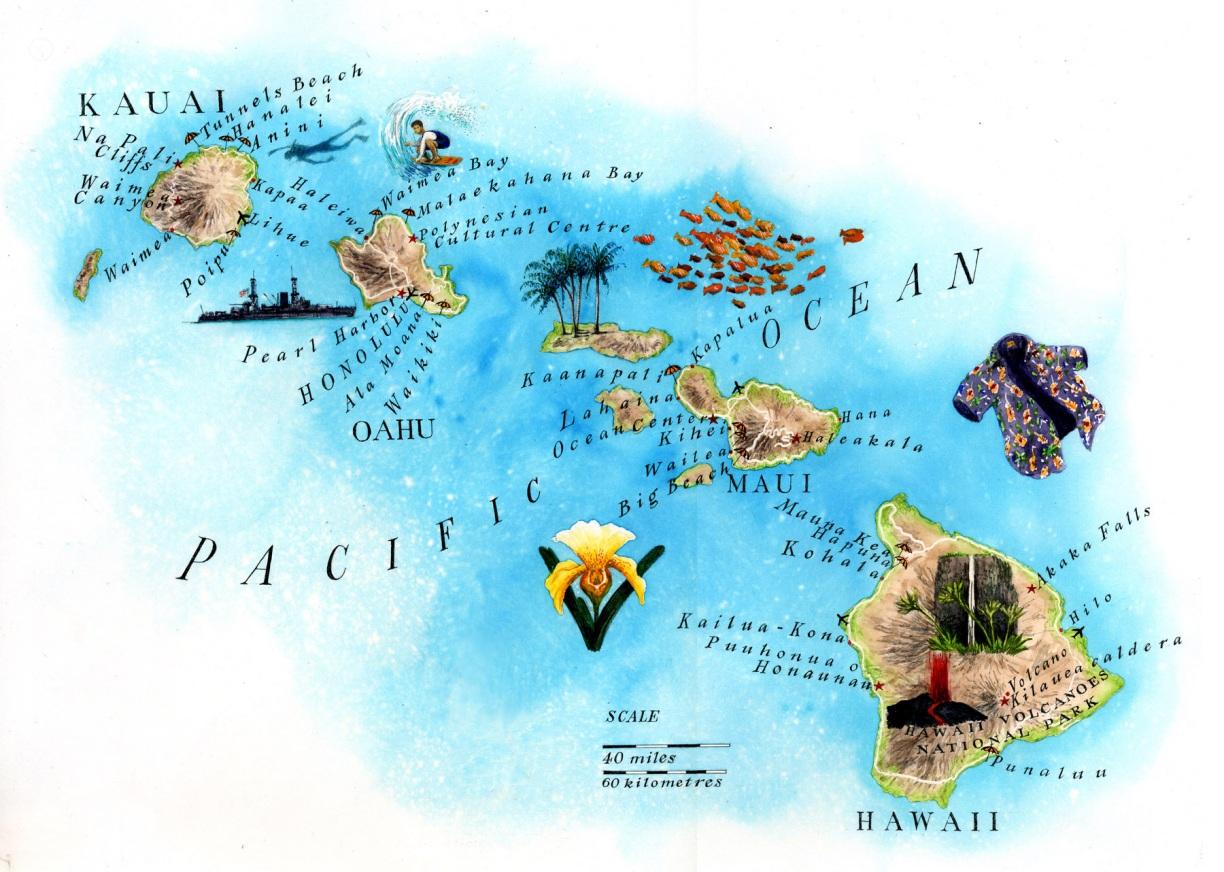 KAUAI
Tunnels Beach
Hanalei
Anini
Na Pali
Cliffs
Waimea
Canyon
Kapaa
Lihue
Waimea
Poipu
Haleiwa
Waimea Bay
Malaekahana Bay
Polynesian
Cultural Centre
Pearl Harbor
HONOLULU
Ala Moana
Waikiki
OAHU
PACIFIC
OCEAN
Kapalua
Kaanapali
Lahaina
Ocean Center
Kihei
Wailea
Big Beach
Hana
Haleakala
MAUI
Mauna Kea
Hapuna
Kohala
Akaka Falls
Hilo
Kailua-Kona
Puuhonua o
Honaunau
Volcano
Kilauea caldera
HAWAII VOLCANOES
NATIONAL PARK
Punaluu
HAWAII
SCALE
40 miles
60 kilometres